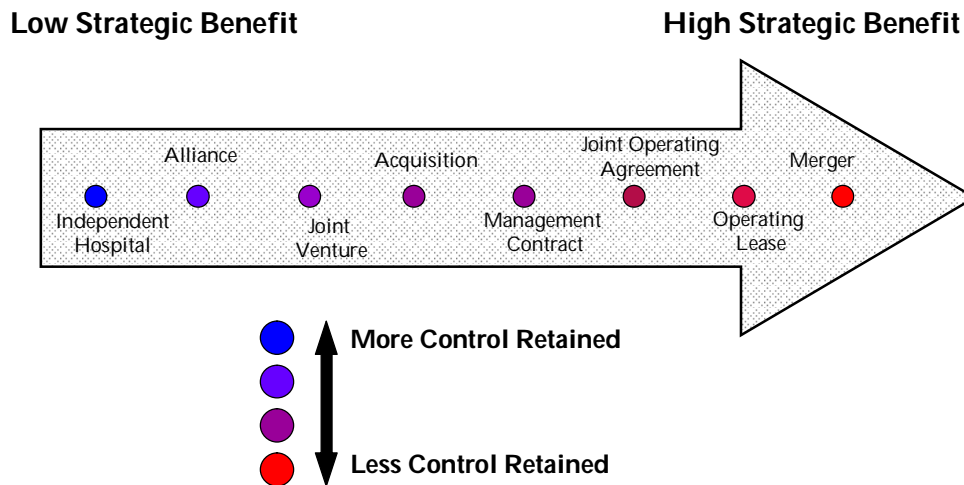 Low Strategic Benefit
High Strategic Benefit
Alliance
Acquisition
Joint Operating
Agreement
Merger
Independent
Hospital
Joint
Venture
Management
Contract
Operating
Lease
More Control Retained
Less Control Retained